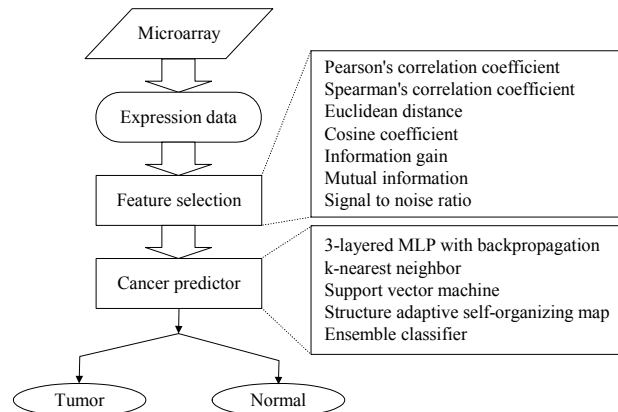 Microarray
Expression data
Feature selection
Pearson's correlation coefficient
Spearman's correlation coefficient
Euclidean distance
Cosine coefficient
Information gain
Mutual information
Signal to noise ratio
Cancer predictor
3-layered MLP with backpropagation
k-nearest neighbor
Support vector machine
Structure adaptive self-organizing map
Ensemble classifier
Tumor
Normal